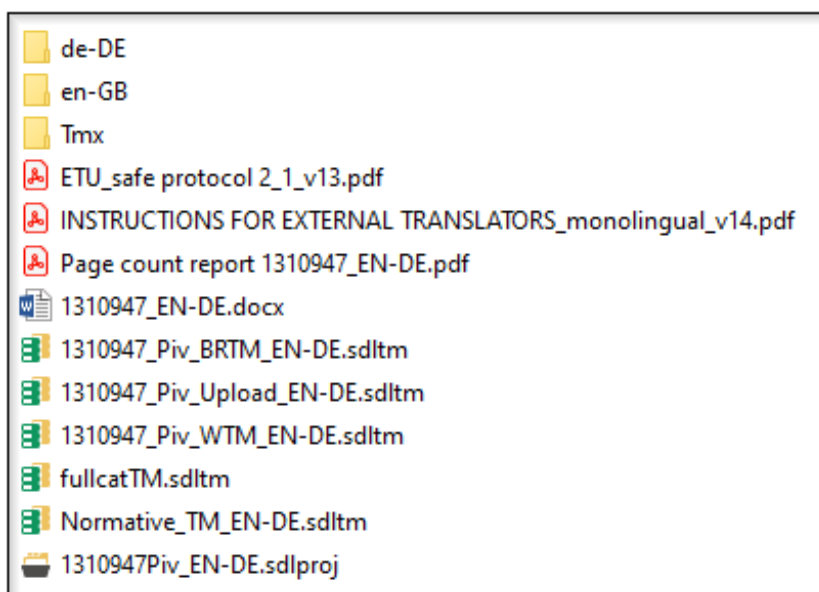 de-DE
en-GB
Tmx
ETU_safe protocol 2_1_v13.pdf
INSTRUCTIONS FOR EXTERNAL TRANSLATORS_monolingual_v14.pdf
Page count report 1310947_EN-DE.pdf
1310947_EN-DE.docx
1310947_Piv_BRTM_EN-DE.sdltm
1310947_Piv_Upload_EN-DE.sdltm
1310947_Piv_WTM_EN-DE.sdltm
fullcatTM.sdltm
Normative_TM_EN-DE.sdltm
1310947Piv_EN-DE.sdlproj